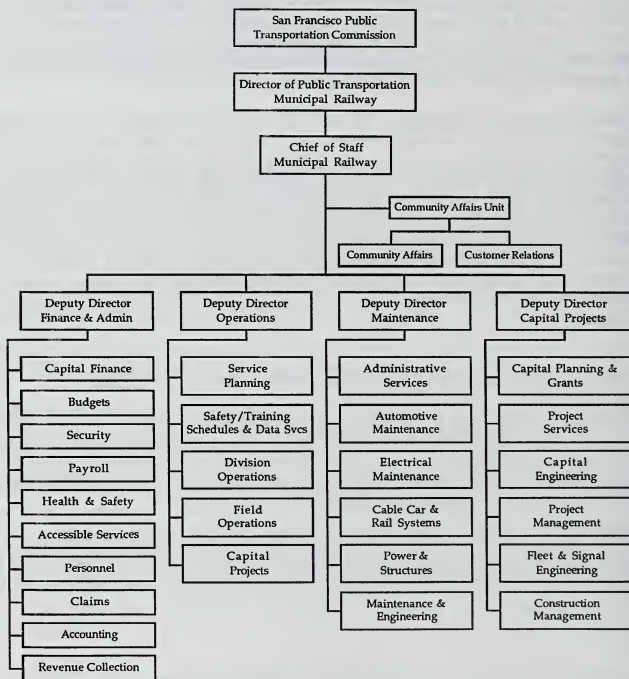 San Francisco Public
Transportation Commission
Director of Public Transportation
Municipal Railway
Chief of Staff
Municipal Railway
Community Affairs Unit
Community Affairs
Customer Relations
Deputy Director
Finance & Admin
Capital Finance
Budgets
Security
Payroll
Health & Safety
Accessible Services
Personnel
Claims
Accounting
Revenue Collection
Deputy Director
Operations
Service
Planning
Safety/Training
Schedules & Data Svcs
Division
Operations
Field
Operations
Capital
Projects
Deputy Director
Maintenance
Administrative
Services
Automotive
Maintenance
Electrical
Maintenance
Cable Car &
Rail Systems
Power &
Structures
Maintenance &
Engineering
Deputy Director
Capital Projects
Capital Planning &
Grants
Project
Services
Capital
Engineering
Project
Management
Fleet & Signal
Engineering
Construction
Management